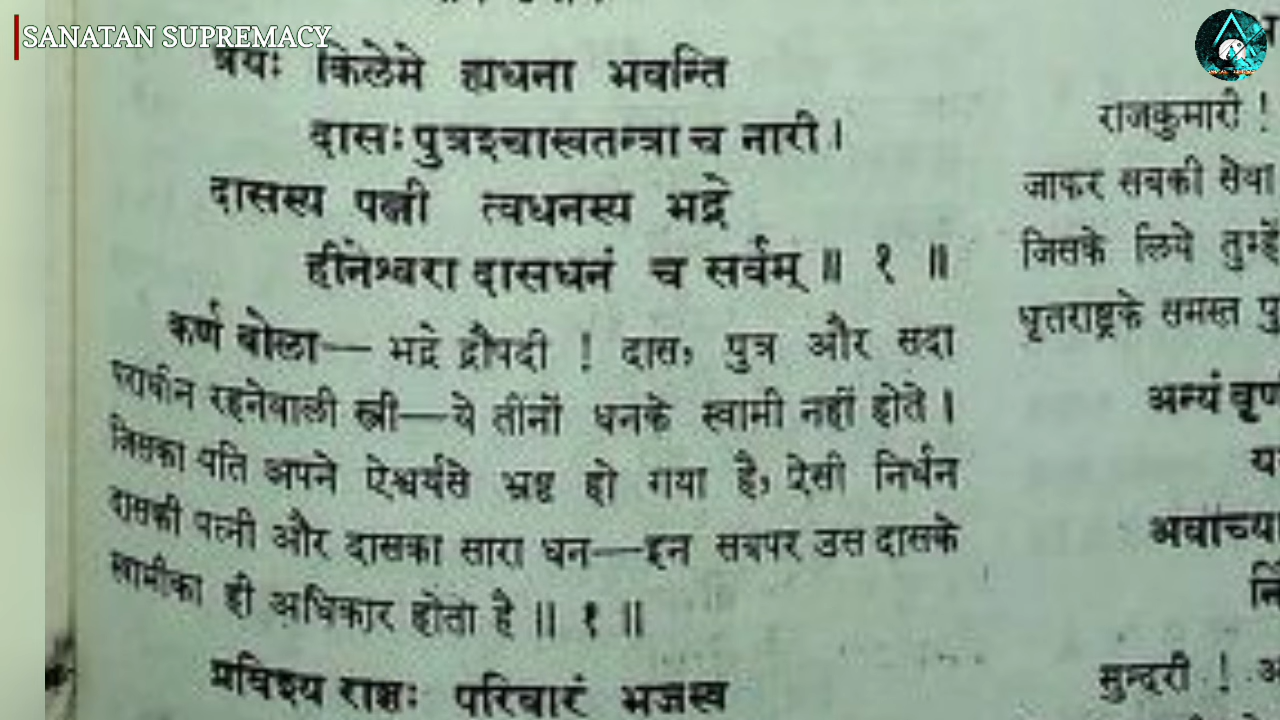 SANATAN SUPREMACY
त्रयः किलेमे ह्यधना भवन्ति
दासः पुत्रश्चास्वतन्त्रा च नारी।
दासस्य पत्नी त्वधनस्य भद्रे
हीनेश्वरा दासधनं च सर्वम् ॥ १ ॥
कर्ण बोला— भद्रे द्रौपदी ! दास, पुत्र और सदा
पराधीन रहनेवाली स्त्री—ये तीनों धनके स्वामी नहीं होते।
जिसका पति अपने ऐश्वर्यसे भ्रष्ट हो गया है, ऐसी निर्धन
दासकी पत्नी और दासका सारा धन—इन सबपर उस दासके
स्वामीका ही अधिकार होता है ॥ १ ॥
प्रविश्य राज्ञः परिवारं भजस्व
राजकुमारी !
जाकर सबकी सेवा
जिसके लिये तुम्हें
धृतराष्ट्रके समस्त
अन्यं
अवाच्या
सुन्दरी !